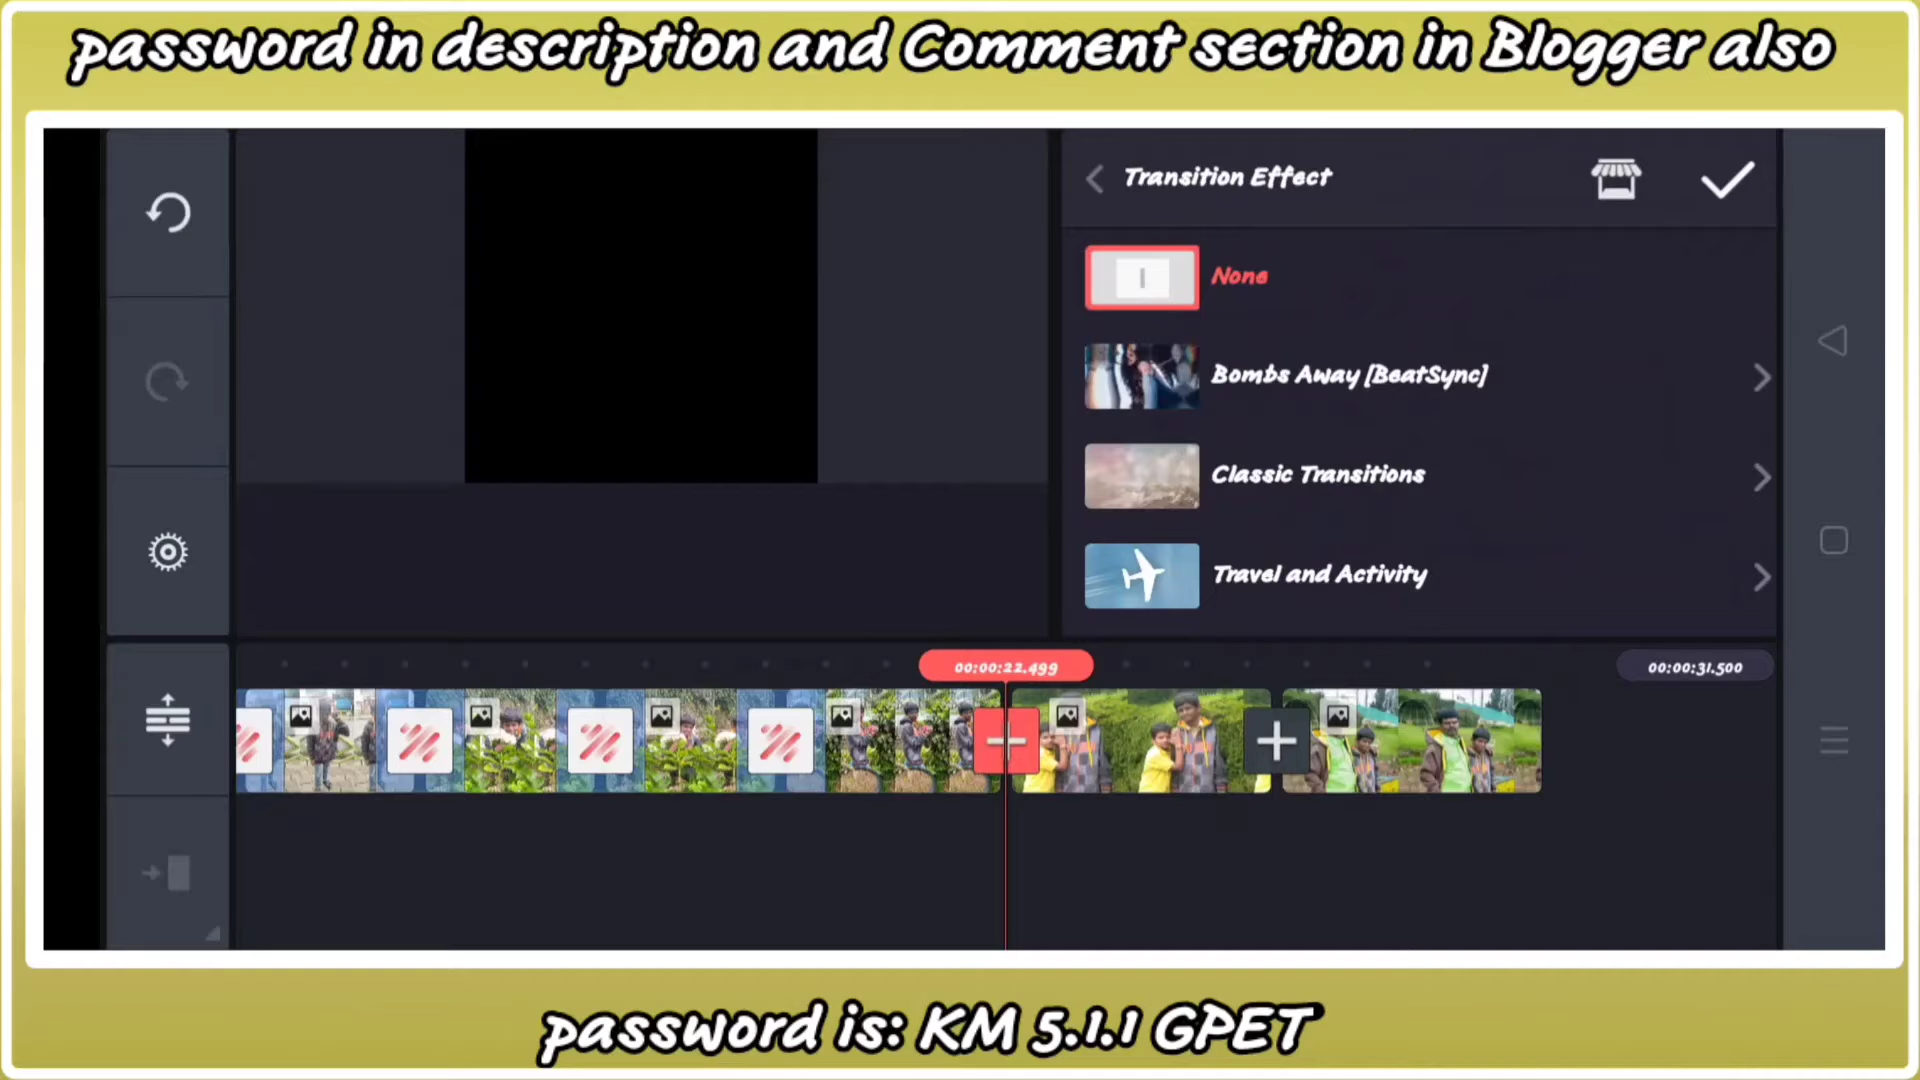 password in description and Comment section in Blogger also
Transition Effect
None
Bombs Away [BeatSync]
Classic Transitions
Travel and Activity
00:00:22.499
00:00:31.500
password is: KM 5.1.1 GPET